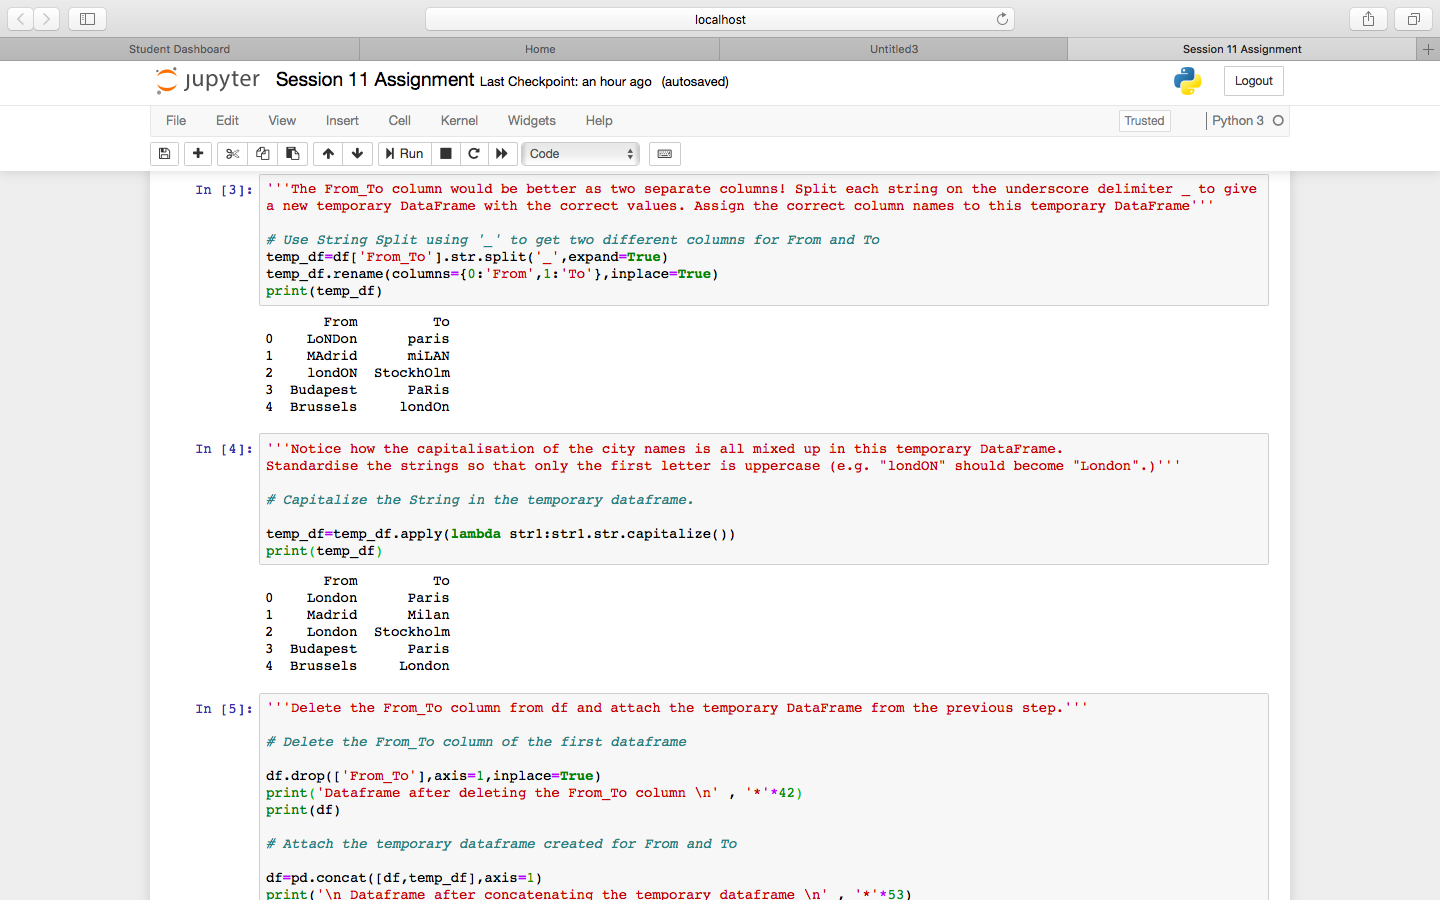 localhost
Student Dashboard
Home
Untitled3
Session 11 Assignment
jupyter Session 11 Assignment Last Checkpoint: an hour ago (autosaved)
Logout
File Edit View Insert Cell Kernel Widgets Help
Trusted
Python 3
Run
Code
In [3]:
'''The From_To column would be better as two separate columns! Split each string on the underscore delimiter _ to give
a new temporary DataFrame with the correct values. Assign the correct column names to this temporary DataFrame'''
# Use String Split using '_' to get two different columns for From and To
temp_df=df['From_To'].str.split('_',expand=True)
temp_df.rename(columns={0:'From',1:'To'},inplace=True)
print(temp_df)
From To
0 LoNDon paris
1 MAdrid miLAN
2 londON StockhOlm
3 Budapest PaRis
4 Brussels londOn
In [4]:
'''Notice how the capitalisation of the city names is all mixed up in this temporary DataFrame.
Standardise the strings so that only the first letter is uppercase (e.g. "londON" should become "London".)'''
# Capitalize the String in the temporary dataframe.
temp_df=temp_df.apply(lambda str1:str1.str.capitalize())
print(temp_df)
From To
0 London Paris
1 Madrid Milan
2 London Stockholm
3 Budapest Paris
4 Brussels London
In [5]:
'''Delete the From_To column from df and attach the temporary DataFrame from the previous step.'''
# Delete the From_To column of the first dataframe
df.drop(['From_To'],axis=1,inplace=True)
print('Dataframe after deleting the From_To column \n' , '*'*42)
print(df)
# Attach the temporary dataframe created for From and To
df=pd.concat([df,temp_df],axis=1)
print('\n Dataframe after concatenating the temporary dataframe \n' , '*'*53)